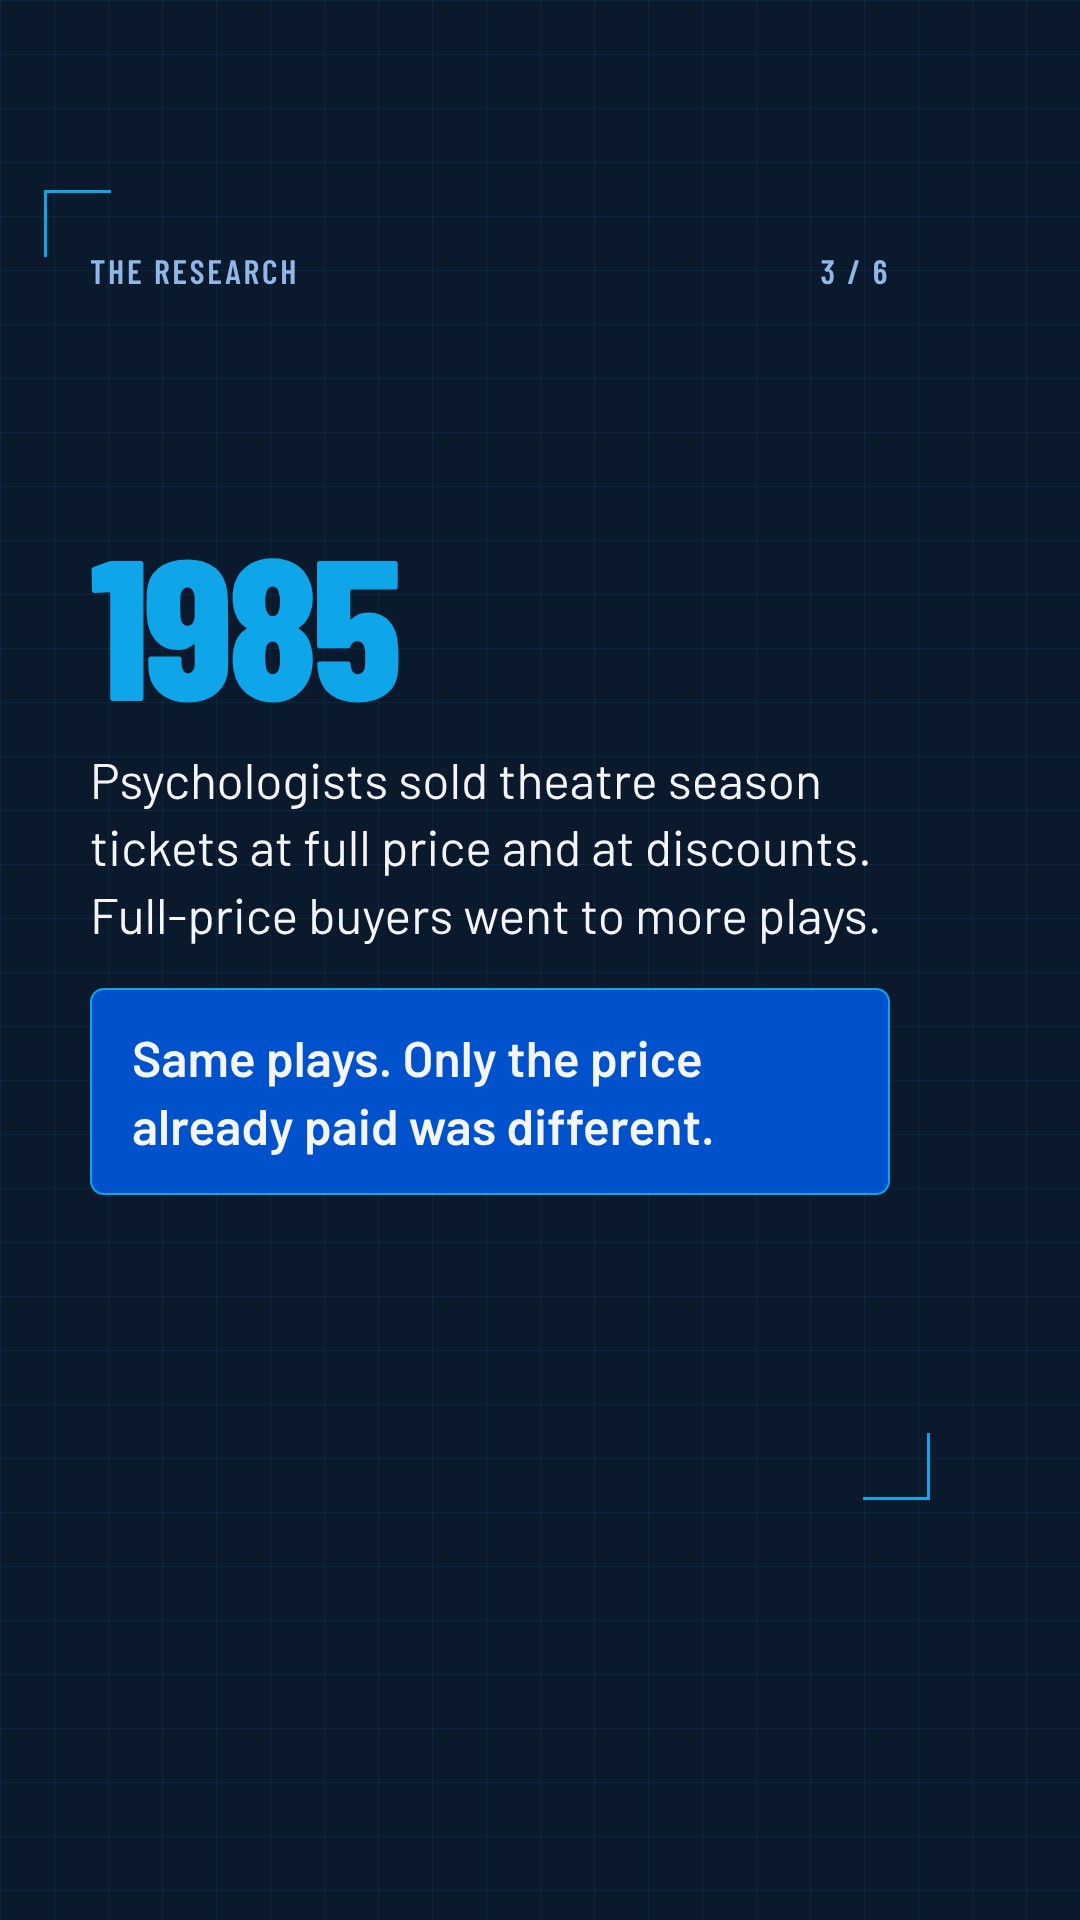 THE RESEARCH
3 / 6
1985
Psychologists sold theatre season
tickets at full price and at discounts.
Full-price buyers went to more plays.
Same plays. Only the price
already paid was different.